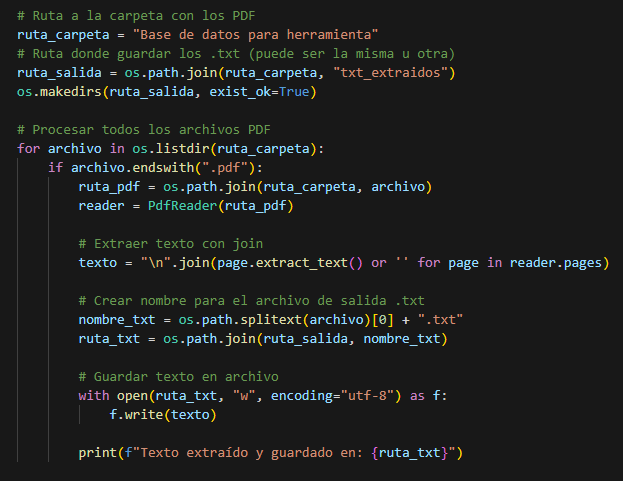 # Ruta a la carpeta con los PDF
ruta_carpeta = "Base de datos para herramienta"
# Ruta donde guardar los .txt (puede ser la misma u otra)
ruta_salida = os.path.join(ruta_carpeta, "txt_extraidos")
os.makedirs(ruta_salida, exist_ok=True)

# Procesar todos los archivos PDF
for archivo in os.listdir(ruta_carpeta):
    if archivo.endswith(".pdf"):
        ruta_pdf = os.path.join(ruta_carpeta, archivo)
        reader = PdfReader(ruta_pdf)

        # Extraer texto con join
        texto = "\n".join(page.extract_text() or '' for page in reader.pages)

        # Crear nombre para el archivo de salida .txt
        nombre_txt = os.path.splitext(archivo)[0] + ".txt"
        ruta_txt = os.path.join(ruta_salida, nombre_txt)

        # Guardar texto en archivo
        with open(ruta_txt, "w", encoding="utf-8") as f:
            f.write(texto)

        print(f"Texto extraído y guardado en: {ruta_txt}")